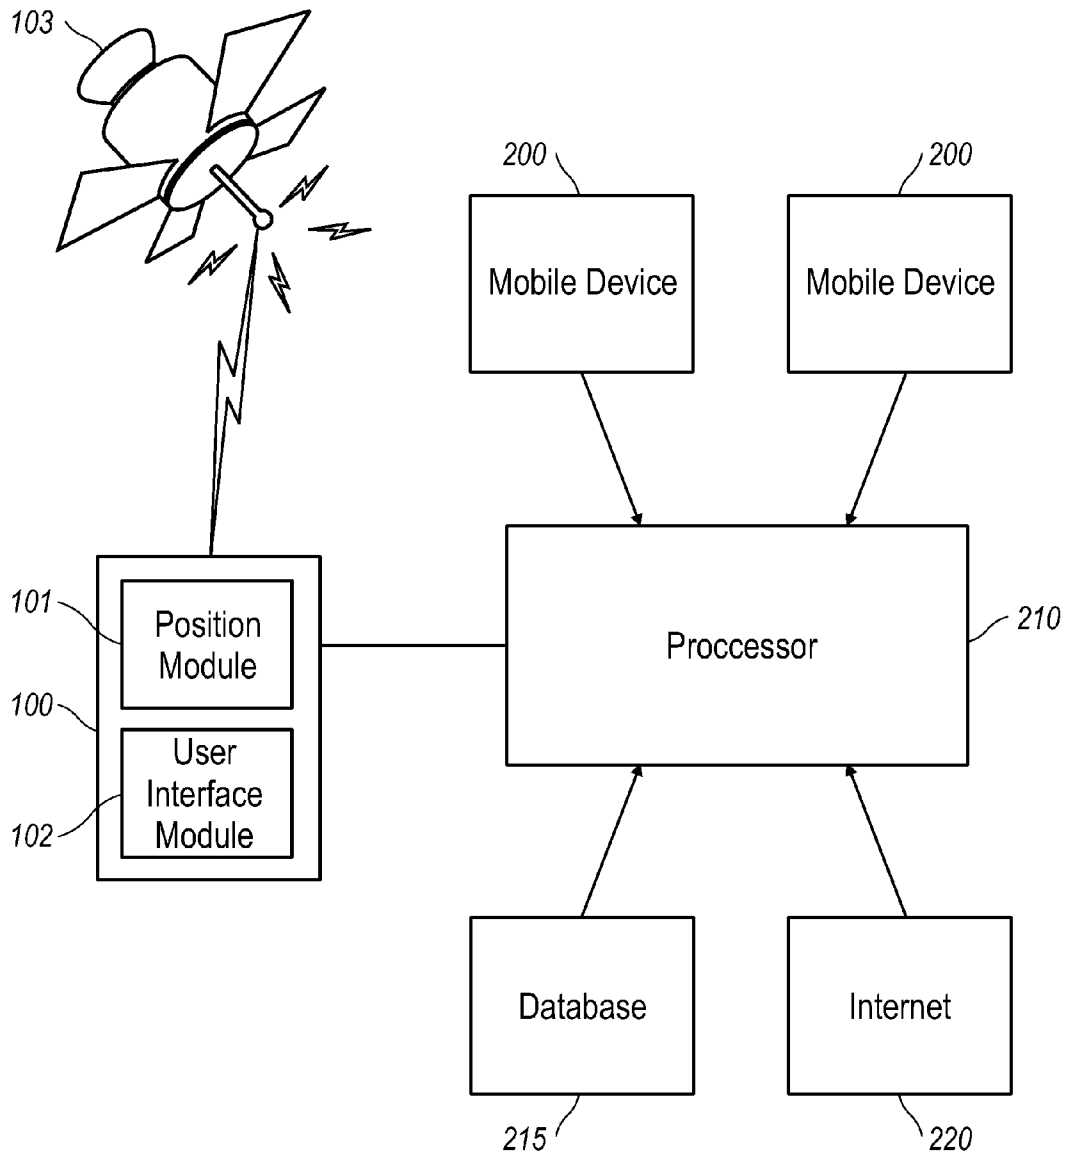 103
200
200
Mobile Device
Mobile Device
101
Position
Module
210
Proccessor
100
User
Interface
Module
102
Database
Internet
215
220